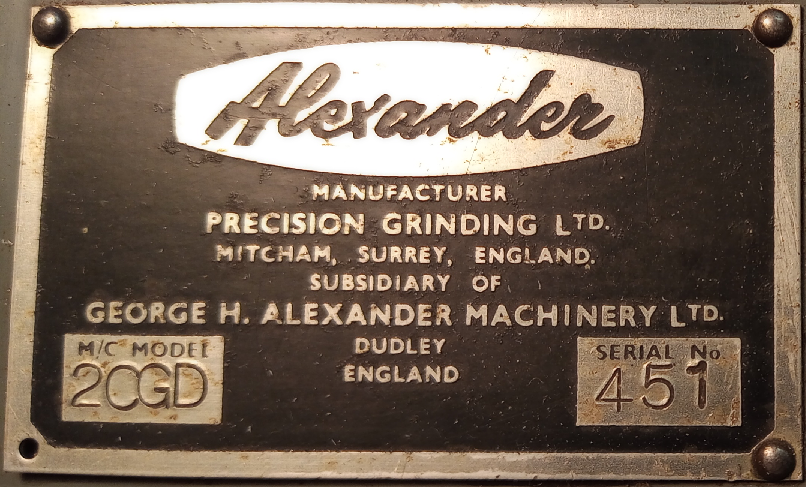 Alexander
MANUFACTURER
PRECISION GRINDING LTD.
MITCHAM, SURREY, ENGLAND.
SUBSIDIARY OF
GEORGE H. ALEXANDER MACHINERY LTD.
DUDLEY
ENGLAND
M/C MODEL
2CGD
SERIAL No
451